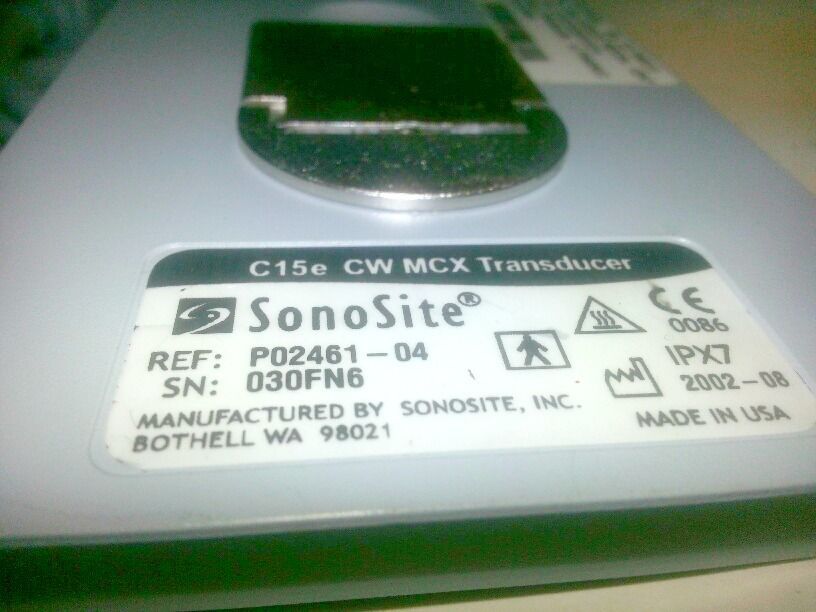 C15e CW MCX Transducer
SonoSite®
CE
0086
REF: P02461-04
IPX7
SN: 030FN6
2002-08
MANUFACTURED BY SONOSITE, INC.
MADE IN USA
BOTHELL WA 98021